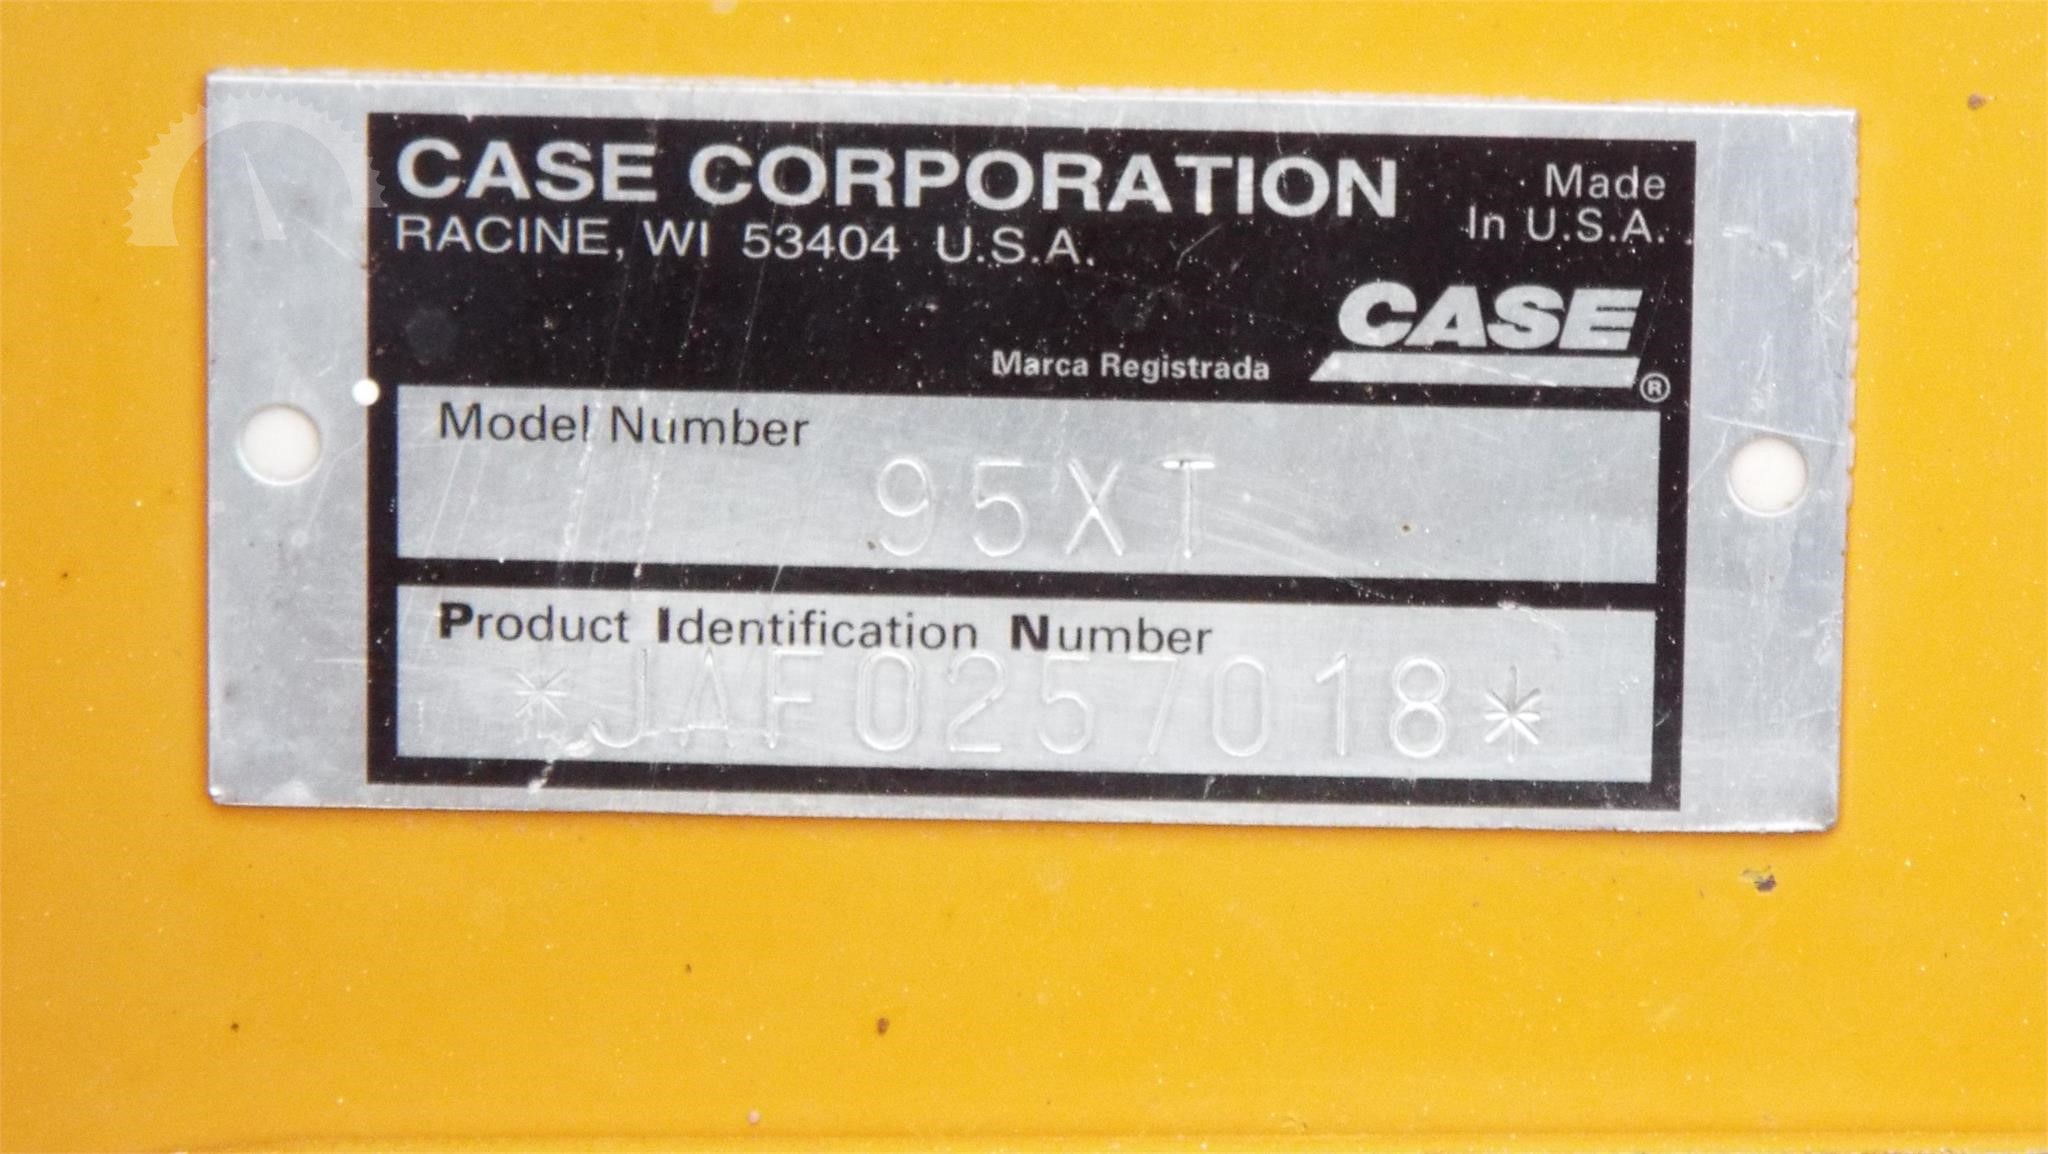 CASE CORPORATION
RACINE, WI 53404 U.S.A.
Made
In U.S.A.
CASE
Marca Registrada
®
Model Number
95XT
Product Identification Number
*JAF0257018*